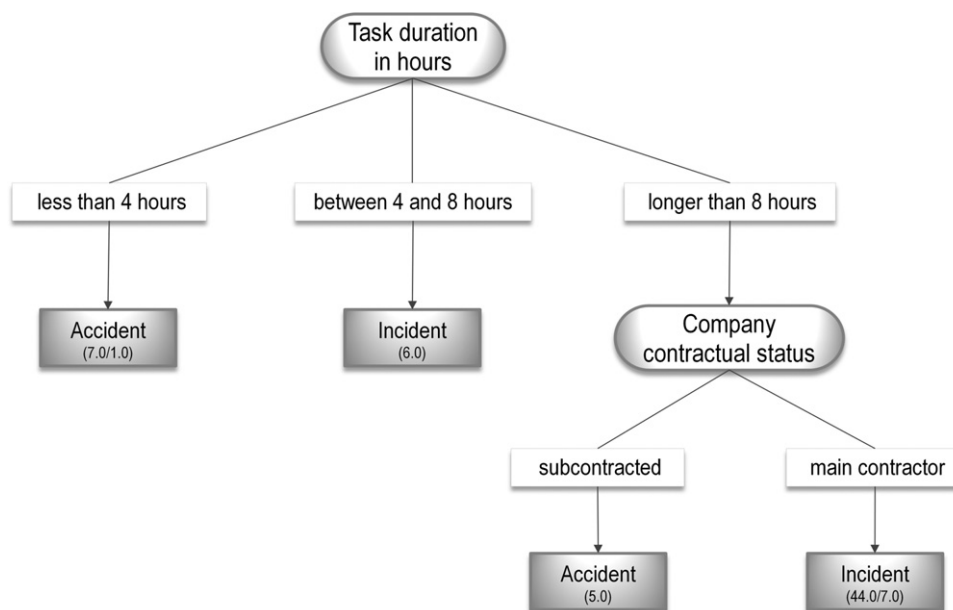 Task duration
in hours
less than 4 hours
between 4 and 8 hours
longer than 8 hours
Accident
(7.0/1.0)
Incident
(6.0)
Company
contractual status
subcontracted
main contractor
Accident
(5.0)
Incident
(44.0/7.0)